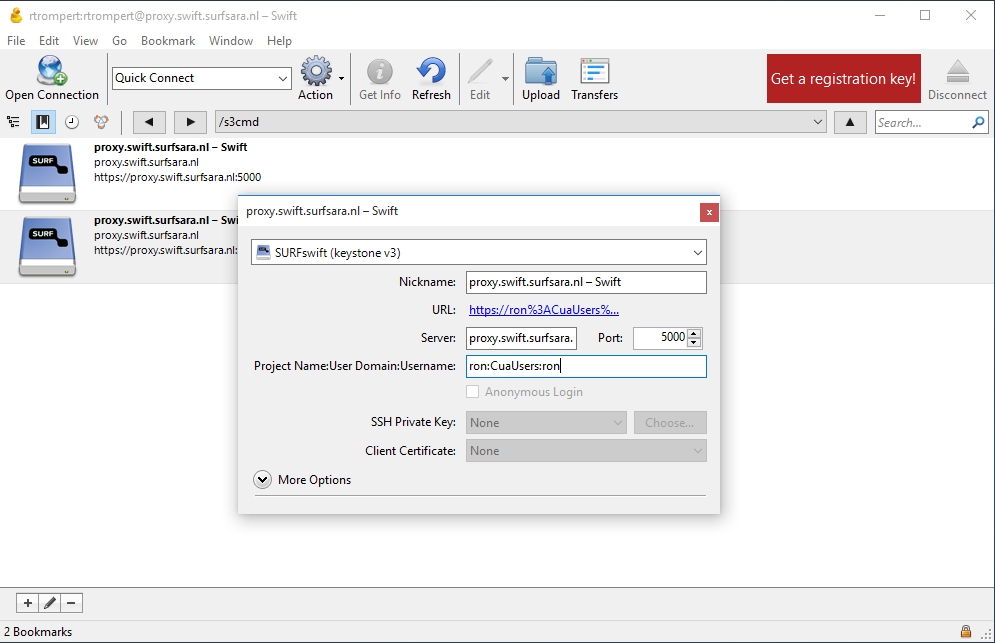 rtrompert:rtrompert@proxy.swift.surfsara.nl – Swift
File Edit View Go Bookmark Window Help
Open Connection
Quick Connect
Action
Get Info
Refresh
Edit
Upload
Transfers
Get a registration key!
Disconnect
/s3cmd
Search...
SURF
proxy.swift.surfsara.nl – Swift
proxy.swift.surfsara.nl
https://proxy.swift.surfsara.nl:5000
SURF
proxy.swift.surfsara.nl – Swi
proxy.swift.surfsara.nl
https://proxy.swift.surfsara.nl:
proxy.swift.surfsara.nl – Swift
x
SURFswift (keystone v3)
Nickname: proxy.swift.surfsara.nl – Swift
URL: https://ron%3ACuaUsers%...
Server: proxy.swift.surfsara. Port: 5000
Project Name:User Domain:Username: ron:CuaUsers:ron
Anonymous Login
SSH Private Key: None Choose...
Client Certificate: None
More Options
2 Bookmarks